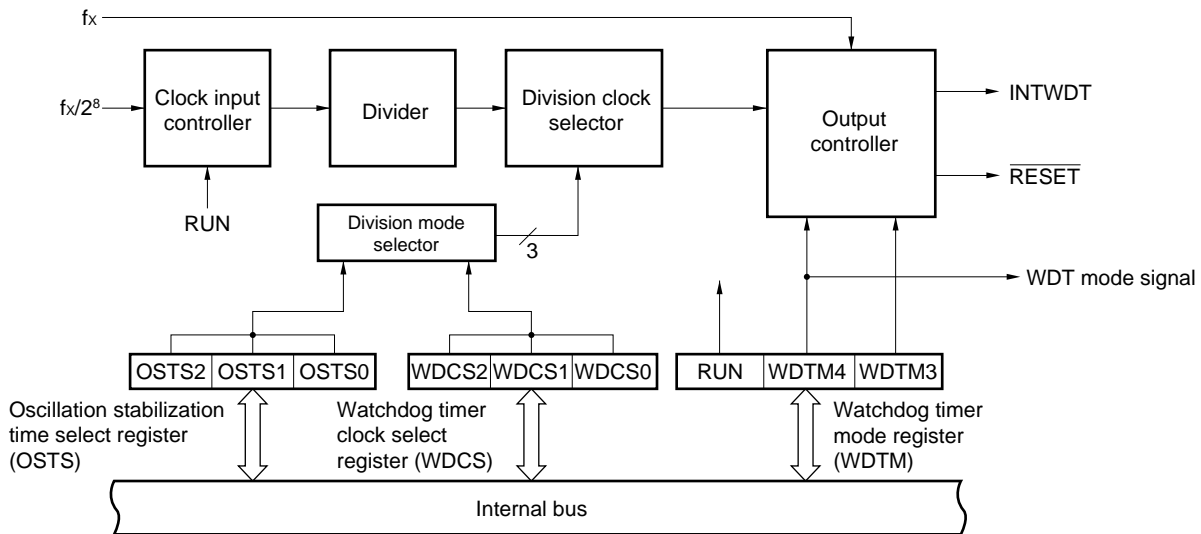 fX
fX/2⁸
Clock input
controller
Divider
Division clock
selector
Output
controller
INTWDT
RESET
RUN
Division mode
selector
3
WDT mode signal
OSTS2 OSTS1 OSTS0
WDCS2 WDCS1 WDCS0
RUN WDTM4 WDTM3
Oscillation stabilization
time select register
(OSTS)
Watchdog timer
clock select
register (WDCS)
Watchdog timer
mode register
(WDTM)
Internal bus